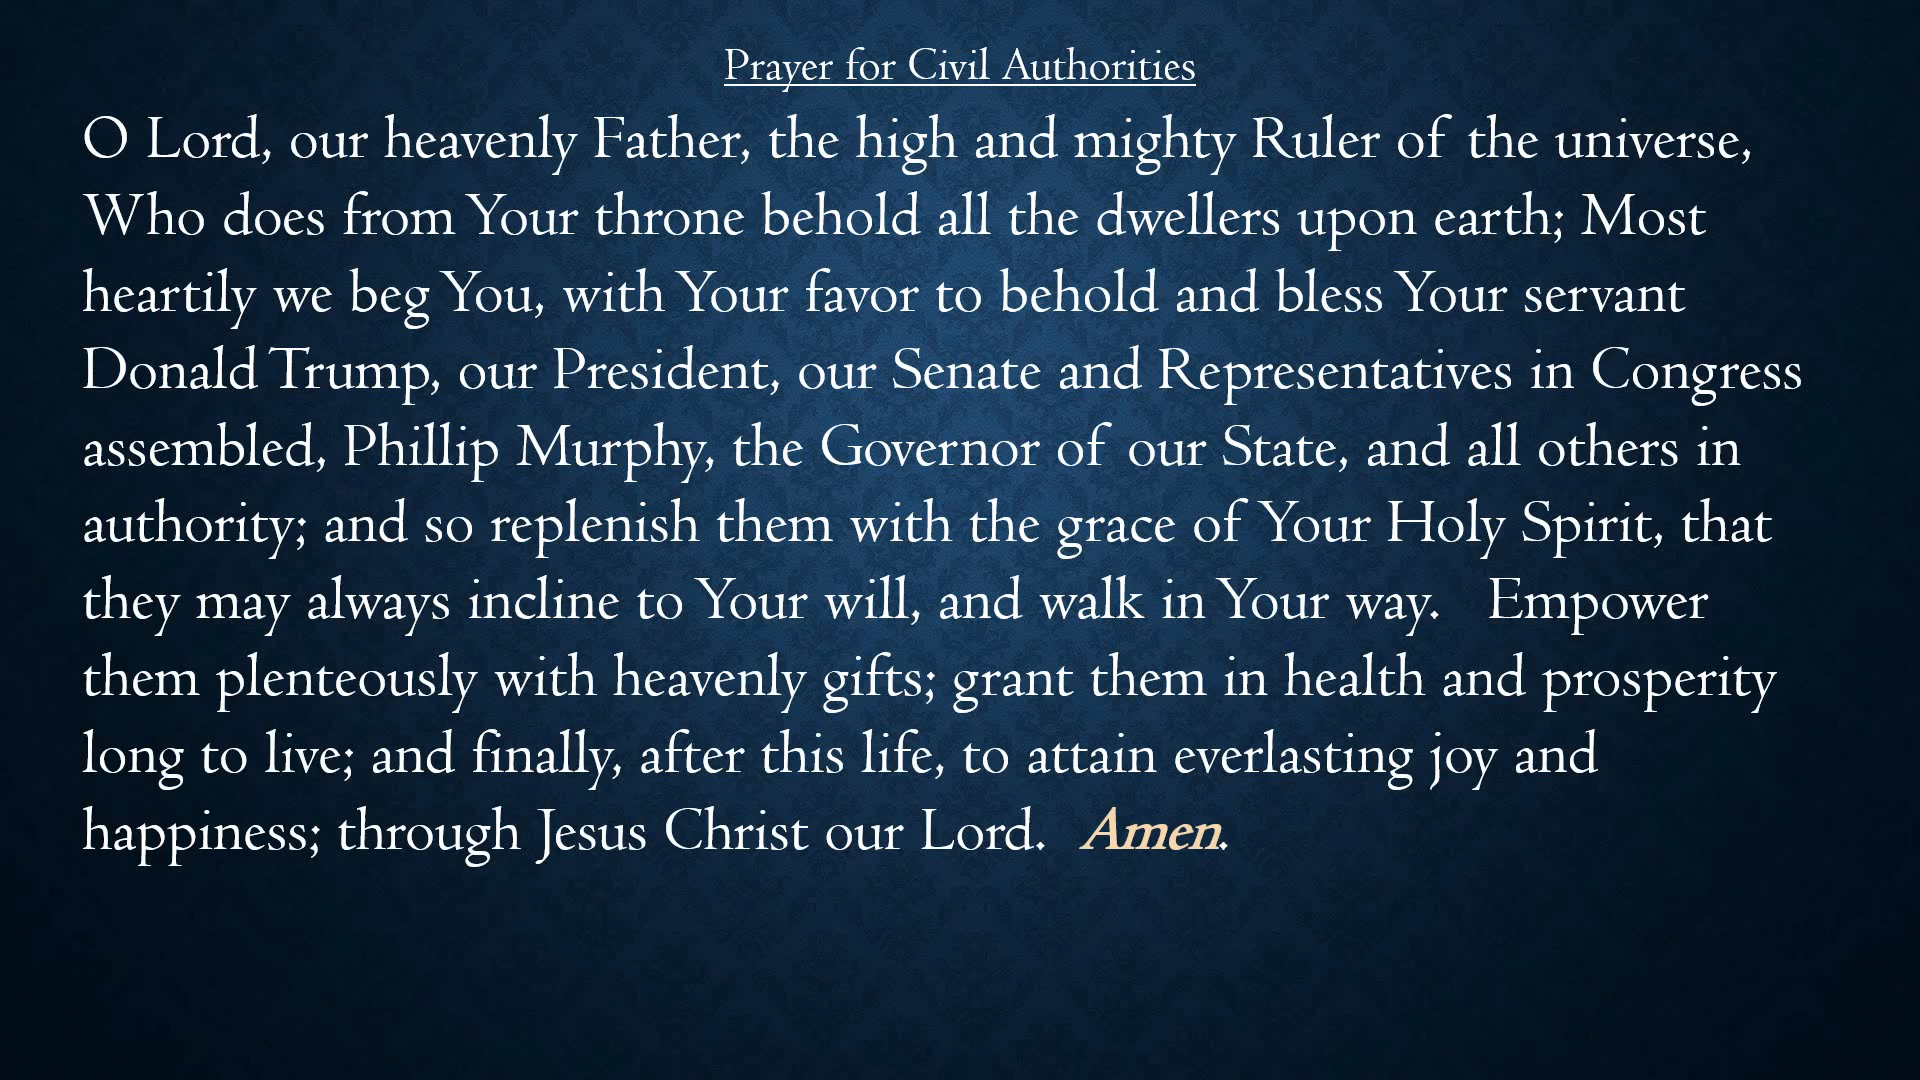 Prayer for Civil Authorities
O Lord, our heavenly Father, the high and mighty Ruler of the universe,
Who does from Your throne behold all the dwellers upon earth; Most
heartily we beg You, with Your favor to behold and bless Your servant
Donald Trump, our President, our Senate and Representatives in Congress
assembled, Phillip Murphy, the Governor of our State, and all others in
authority; and so replenish them with the grace of Your Holy Spirit, that
they may always incline to Your will, and walk in Your way. Empower
them plenteously with heavenly gifts; grant them in health and prosperity
long to live; and finally, after this life, to attain everlasting joy and
happiness; through Jesus Christ our Lord. Amen.